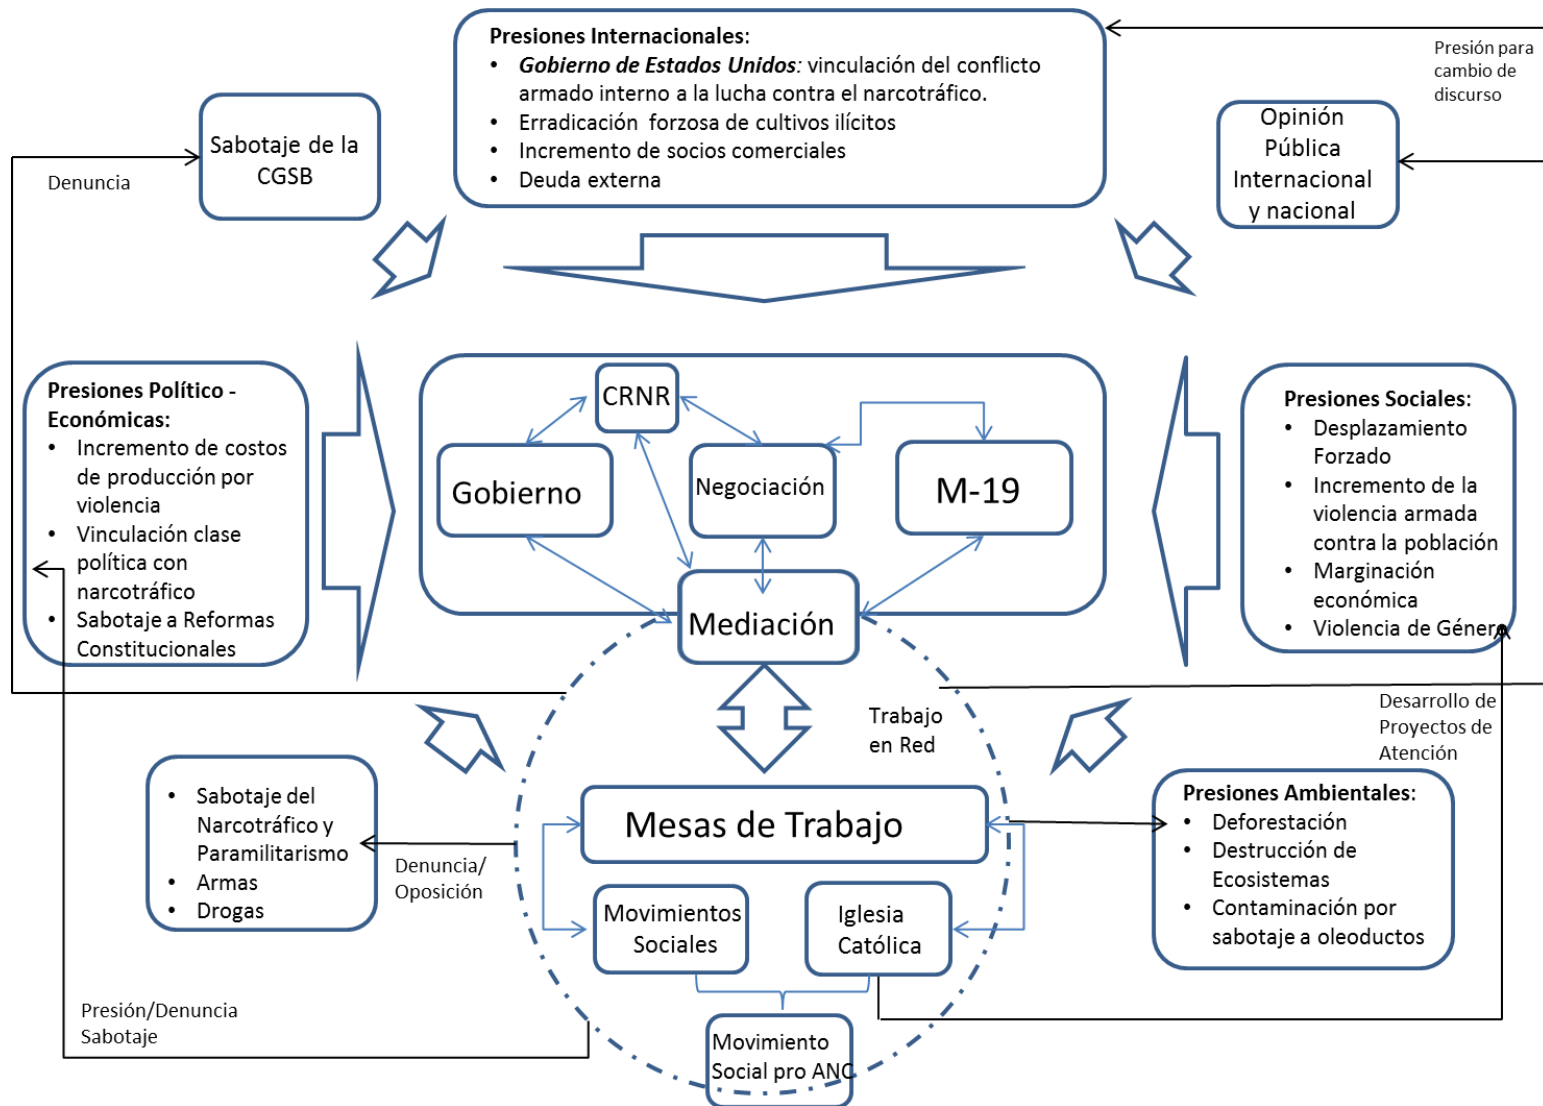 Presiones Internacionales:
• Gobierno de Estados Unidos: vinculación del conflicto
armado interno a la lucha contra el narcotráfico.
• Erradicación forzosa de cultivos ilícitos
• Incremento de socios comerciales
• Deuda externa
Presión para
cambio de
discurso
Sabotaje de la
CGSB
Denuncia
Opinión
Pública
Internacional
y nacional
Presiones Político -
Económicas:
• Incremento de costos
de producción por
violencia
• Vinculación clase
política con
narcotráfico
• Sabotaje a Reformas
Constitucionales
CRNR
Gobierno
Negociación
M-19
Mediación
Presiones Sociales:
• Desplazamiento
Forzado
• Incremento de la
violencia armada
contra la población
• Marginación
económica
• Violencia de Género
Trabajo
en Red
Desarrollo de
Proyectos de
Atención
• Sabotaje del
Narcotráfico y
Paramilitarismo
• Armas
• Drogas
Denuncia/
Oposición
Mesas de Trabajo
Movimientos
Sociales
Iglesia
Católica
Presiones Ambientales:
• Deforestación
• Destrucción de
Ecosistemas
• Contaminación por
sabotaje a oleoductos
Presión/Denuncia
Sabotaje
Movimiento
Social pro ANC